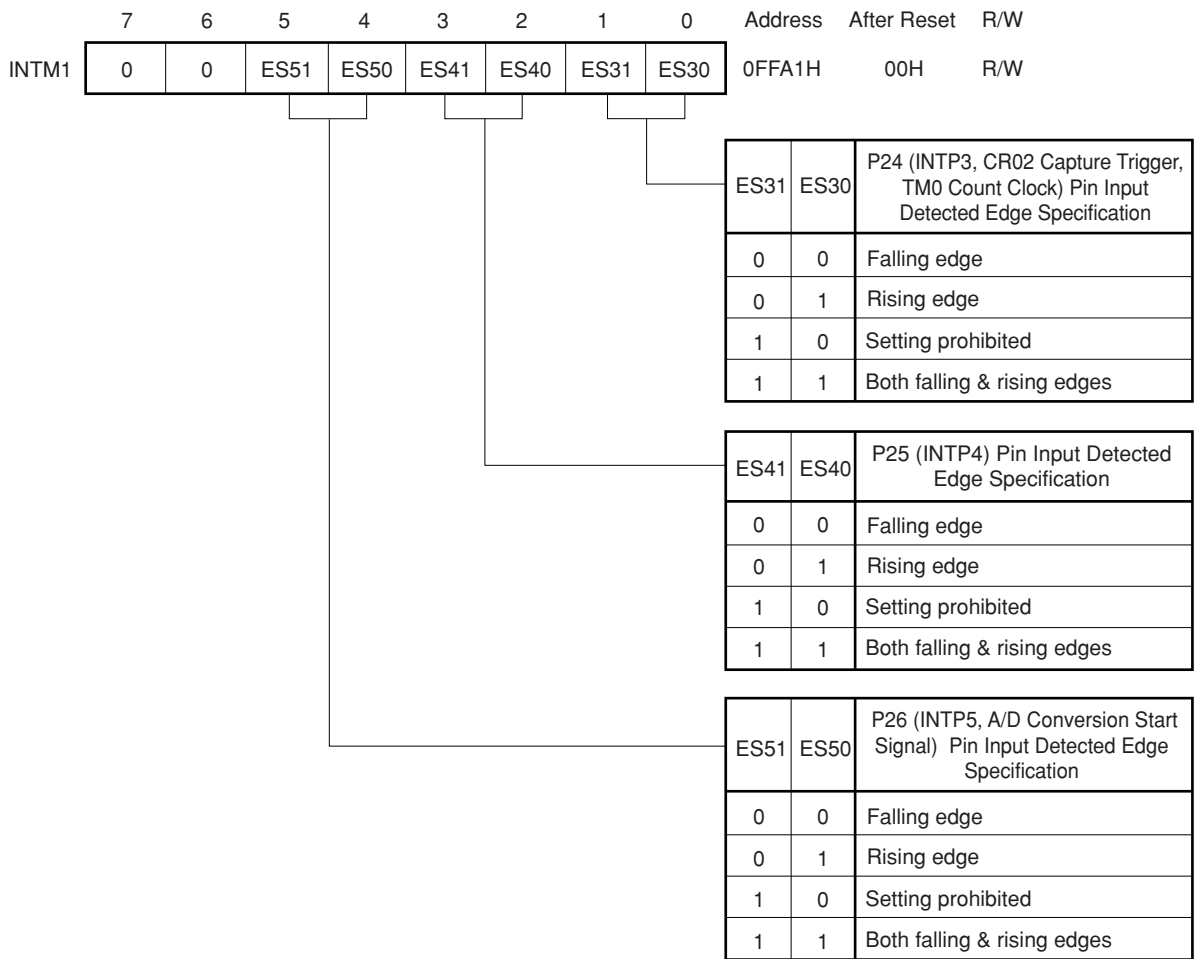 7 6 5 4 3 2 1 0 Address After Reset R/W
INTM1 0 0 ES51 ES50 ES41 ES40 ES31 ES30 0FFA1H 00H R/W
ES31 ES30 P24 (INTP3, CR02 Capture Trigger,
TM0 Count Clock) Pin Input
Detected Edge Specification
0 0 Falling edge
0 1 Rising edge
1 0 Setting prohibited
1 1 Both falling & rising edges
ES41 ES40 P25 (INTP4) Pin Input Detected
Edge Specification
0 0 Falling edge
0 1 Rising edge
1 0 Setting prohibited
1 1 Both falling & rising edges
ES51 ES50 P26 (INTP5, A/D Conversion Start
Signal) Pin Input Detected Edge
Specification
0 0 Falling edge
0 1 Rising edge
1 0 Setting prohibited
1 1 Both falling & rising edges